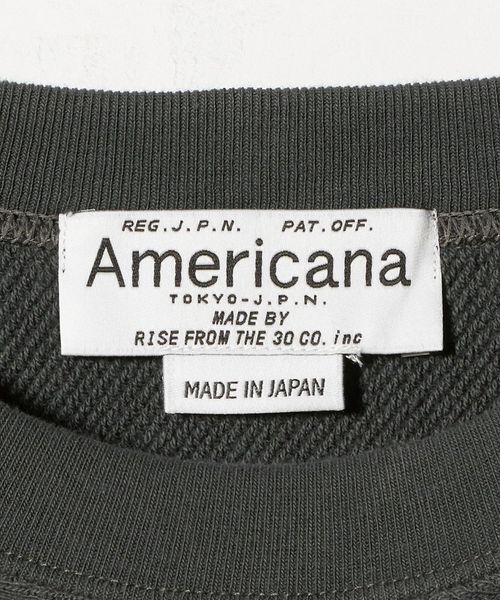 REG.J.P.N. PAT.OFF.
Americana
TOKYO-J.P.N.
MADE BY
RISE FROM THE 30 CO. inc
MADE IN JAPAN